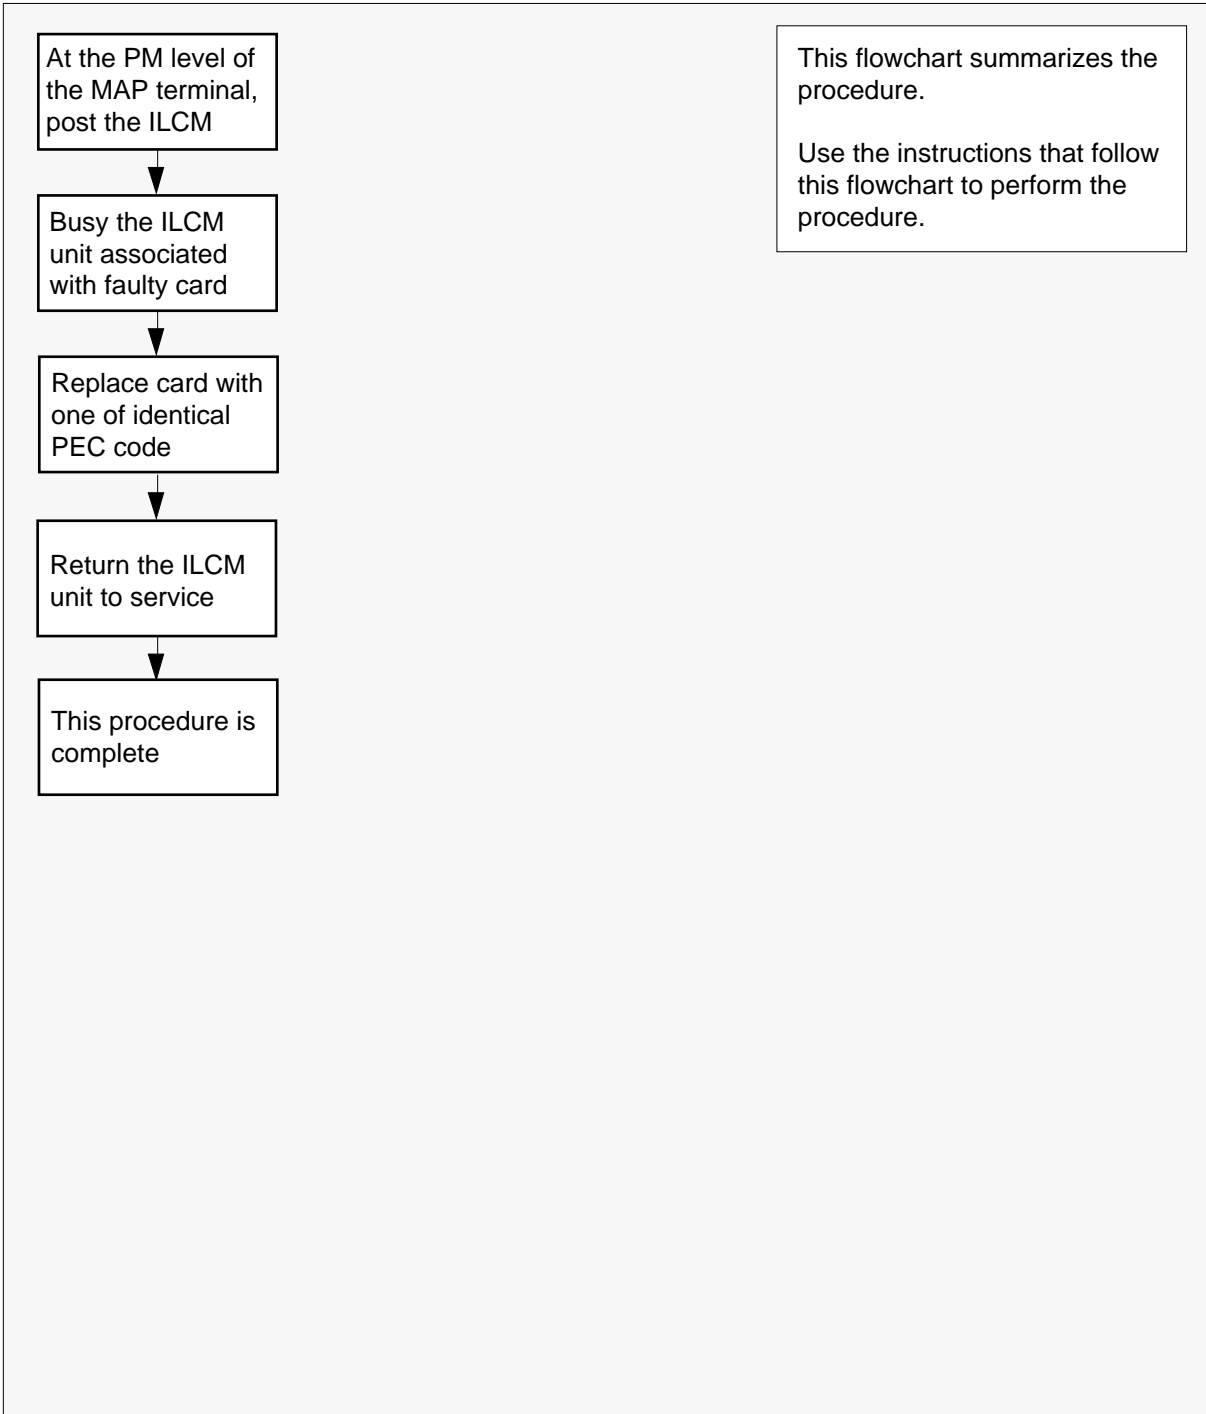 At the PM level of
the MAP terminal,
post the ILCM
Busy the ILCM
unit associated
with faulty card
Replace card with
one of identical
PEC code
Return the ILCM
unit to service
This procedure is
complete
This flowchart summarizes the
procedure.
Use the instructions that follow
this flowchart to perform the
procedure.